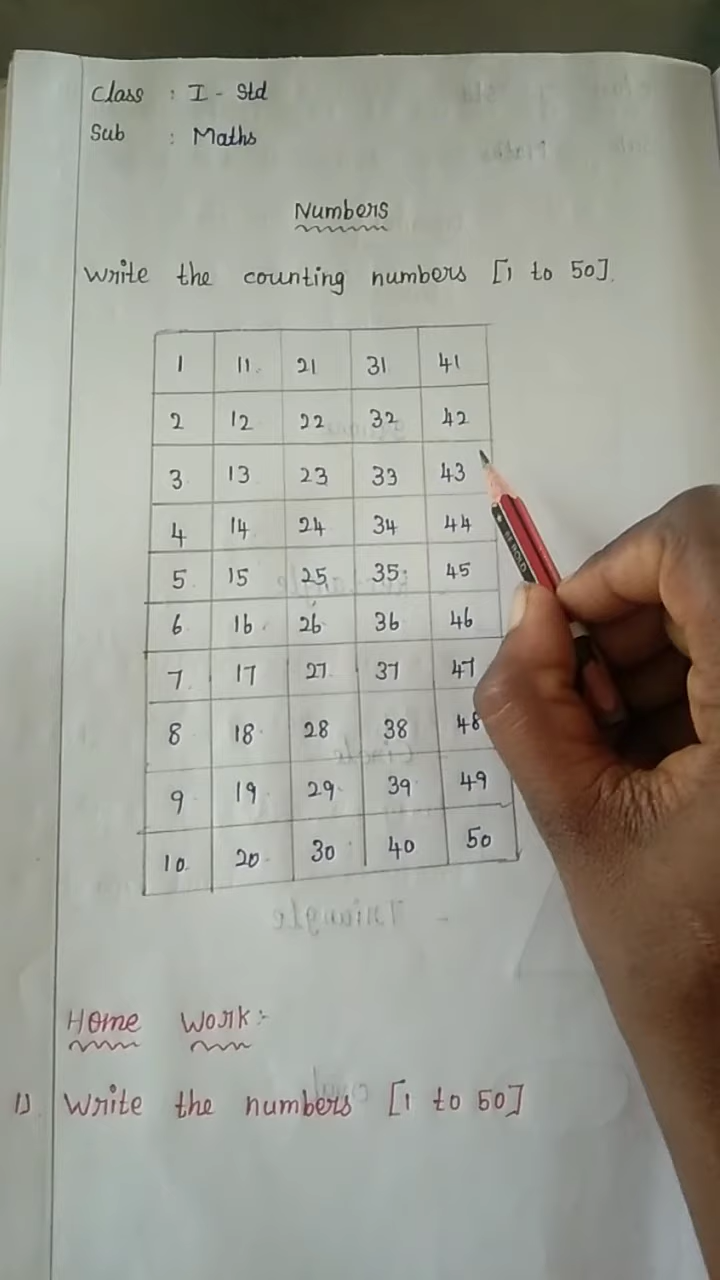 Class : I - Std
Sub : Maths
Numbers
Write the counting numbers [1 to 50].
1 11 21 31 41
2 12 22 32 42
3 13 23 33 43
4 14 24 34 44
5 15 25 35 45
6 16 26 36 46
7 17 27 37 47
8 18 28 38 48
9 19 29 39 49
10 20 30 40 50
Triangle
Home Work:-
1) Write the numbers [1 to 50]